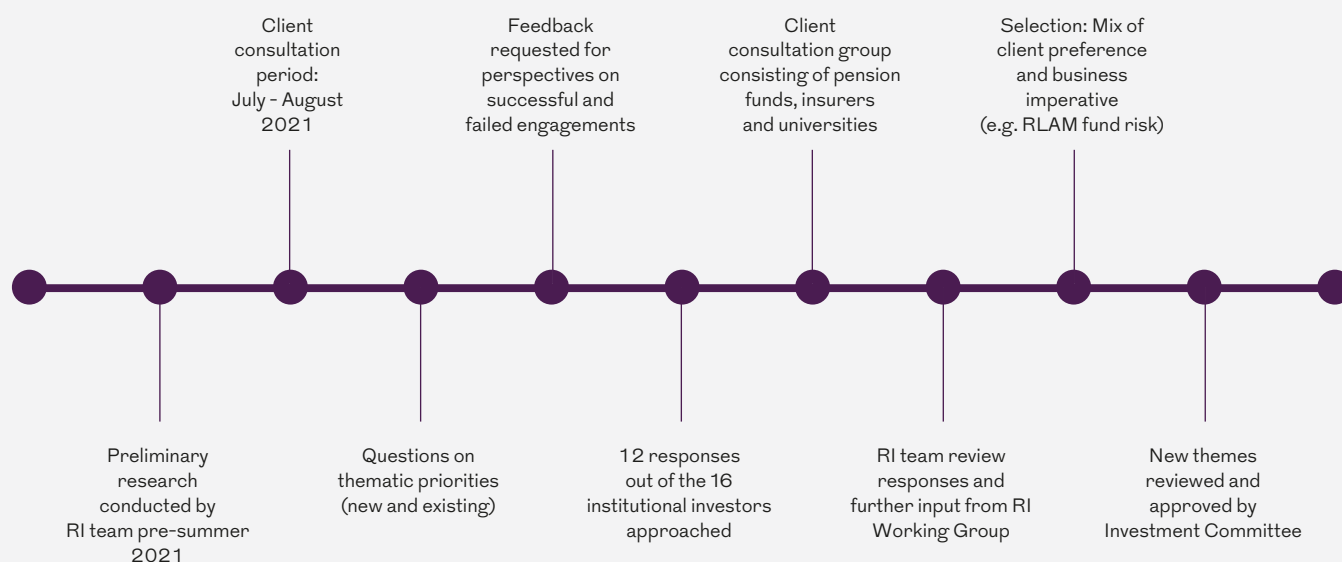 Client
consultation
period:
July - August
2021
Feedback
requested for
perspectives on
successful and
failed engagements
Client
consultation group
consisting of pension
funds, insurers
and universities
Selection: Mix of
client preference
and business
imperative
(e.g. RLAM fund risk)
Preliminary
research
conducted by
RI team pre-summer
2021
Questions on
thematic priorities
(new and existing)
12 responses
out of the 16
institutional investors
approached
RI team review
responses and
further input from RI
Working Group
New themes
reviewed and
approved by
Investment Committee